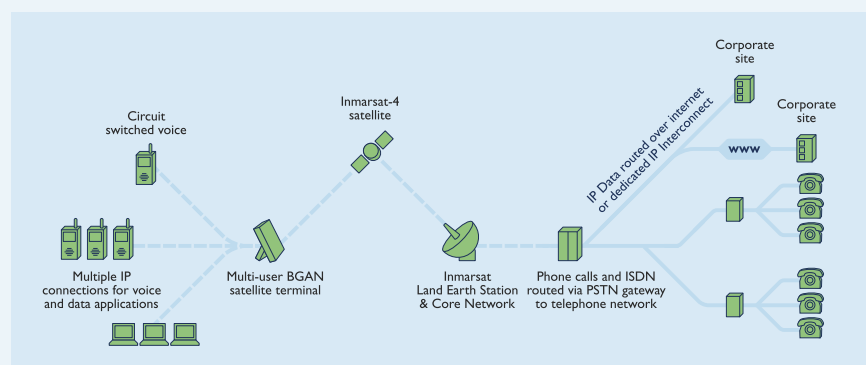 Corporate
site
Corporate
site
Inmarsat-4
satellite
Circuit
switched voice
IP Data routed over internet
or dedicated IP Interconnect
www
Multiple IP
connections for voice
and data applications
Multi-user BGAN
satellite terminal
Inmarsat
Land Earth Station
& Core Network
Phone calls and ISDN
routed via PSTN gateway
to telephone network